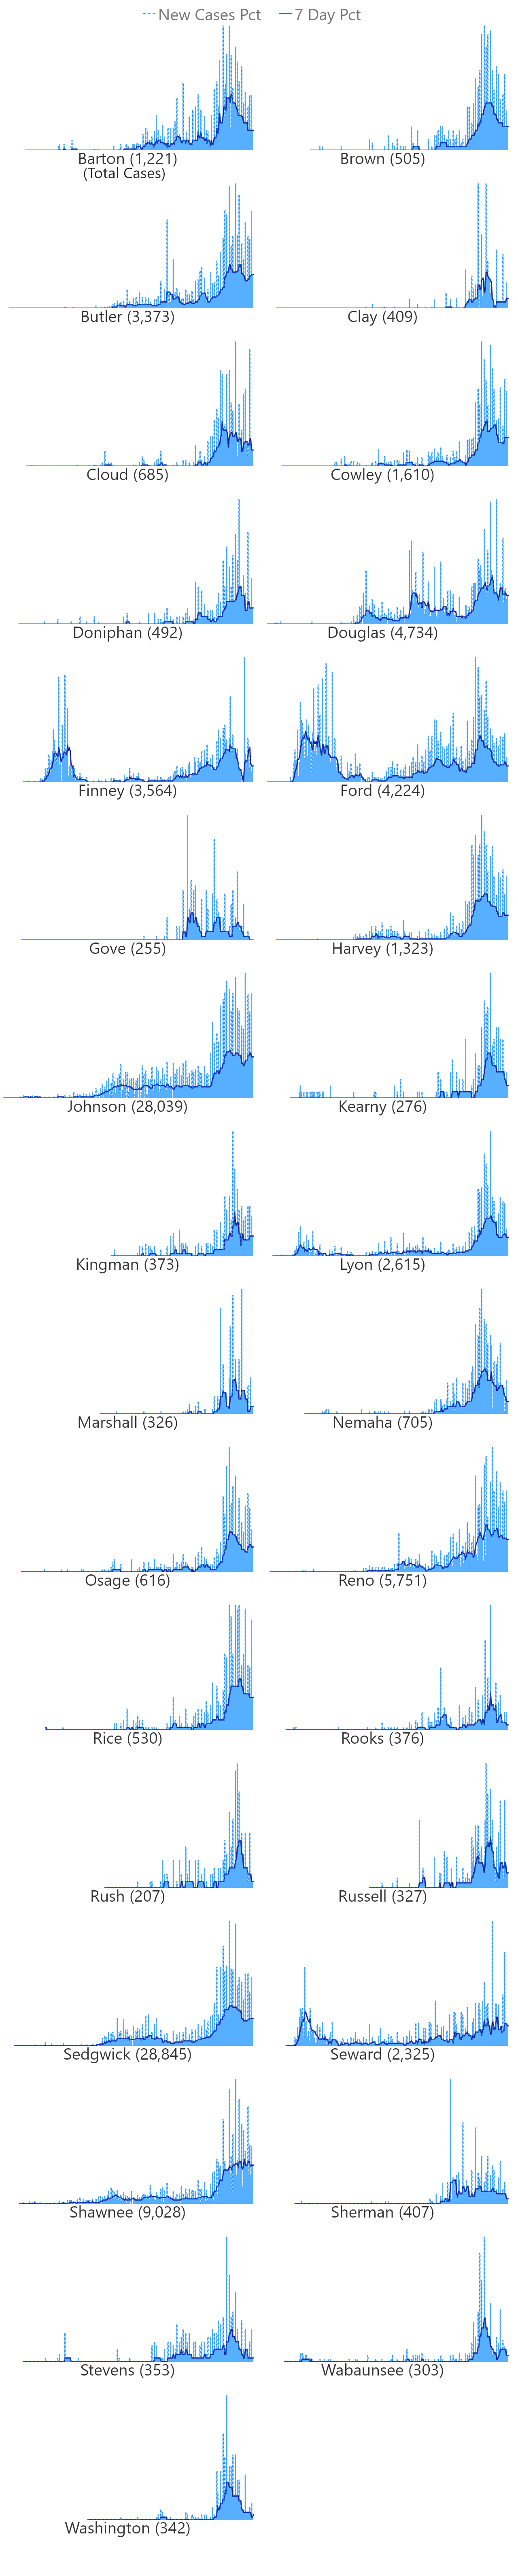 New Cases Pct 7 Day Pct
Barton (1,221) Brown (505)
(Total Cases)
Butler (3,373) Clay (409)
Cloud (685) Cowley (1,610)
Doniphan (492) Douglas (4,734)
Finney (3,564) Ford (4,224)
Gove (255) Harvey (1,323)
Johnson (28,039) Kearny (276)
Kingman (373) Lyon (2,615)
Marshall (326) Nemaha (705)
Osage (616) Reno (5,751)
Rice (530) Rooks (376)
Rush (207) Russell (327)
Sedgwick (28,845) Seward (2,325)
Shawnee (9,028) Sherman (407)
Stevens (353) Wabaunsee (303)
Washington (342)